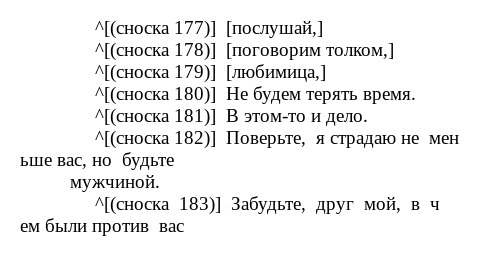 ^[(сноска 177)] [послушай,]
^[(сноска 178)] [поговорим толком,]
^[(сноска 179)] [любимица,]
^[(сноска 180)] Не будем терять время.
^[(сноска 181)] В этом-то и дело.
^[(сноска 182)] Поверьте, я страдаю не мен
ьше вас, но будьте
мужчиной.
^[(сноска 183)] Забудьте, друг мой, в ч
ем были против вас